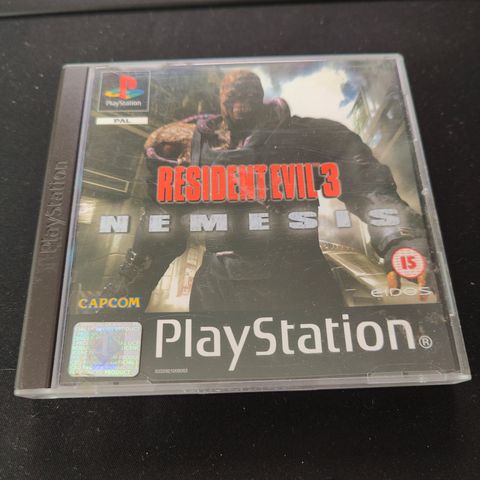 PlayStation
PlayStation
PAL
RESIDENT EVIL 3
NEMESIS
15
CAPCOM
EIDOS
PlayStation®